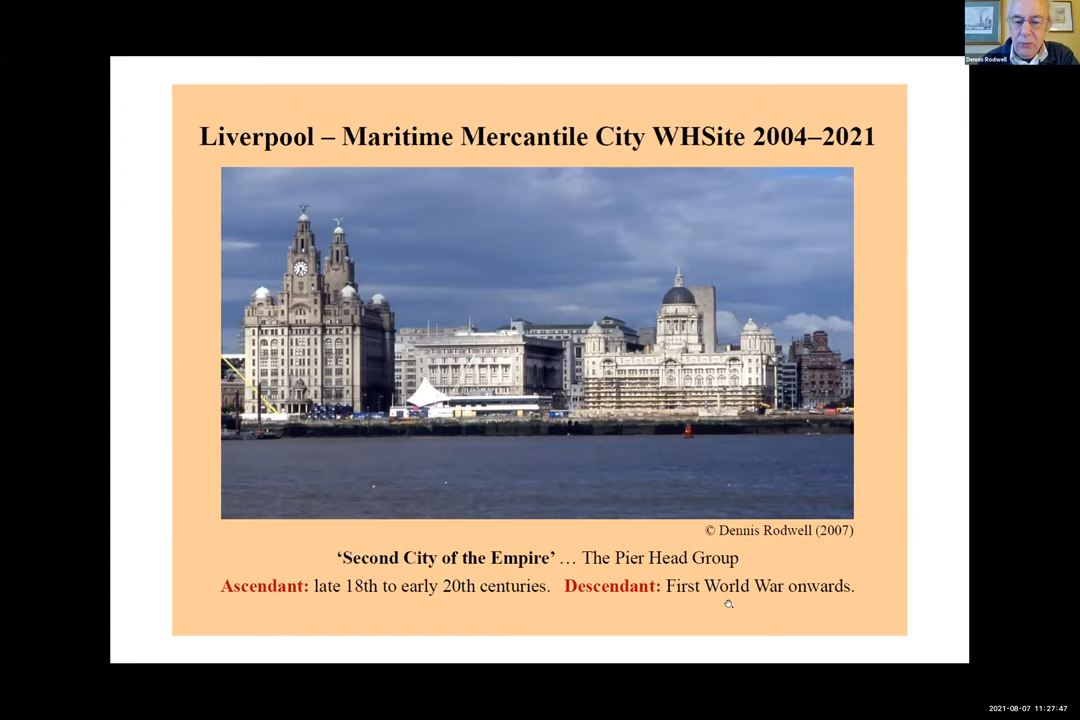 Dennis Rodwell
Liverpool – Maritime Mercantile City WHSite 2004–2021
© Dennis Rodwell (2007)
‘Second City of the Empire’ … The Pier Head Group
Ascendant: late 18th to early 20th centuries. Descendant: First World War onwards.
2021-08-07 11:27:47